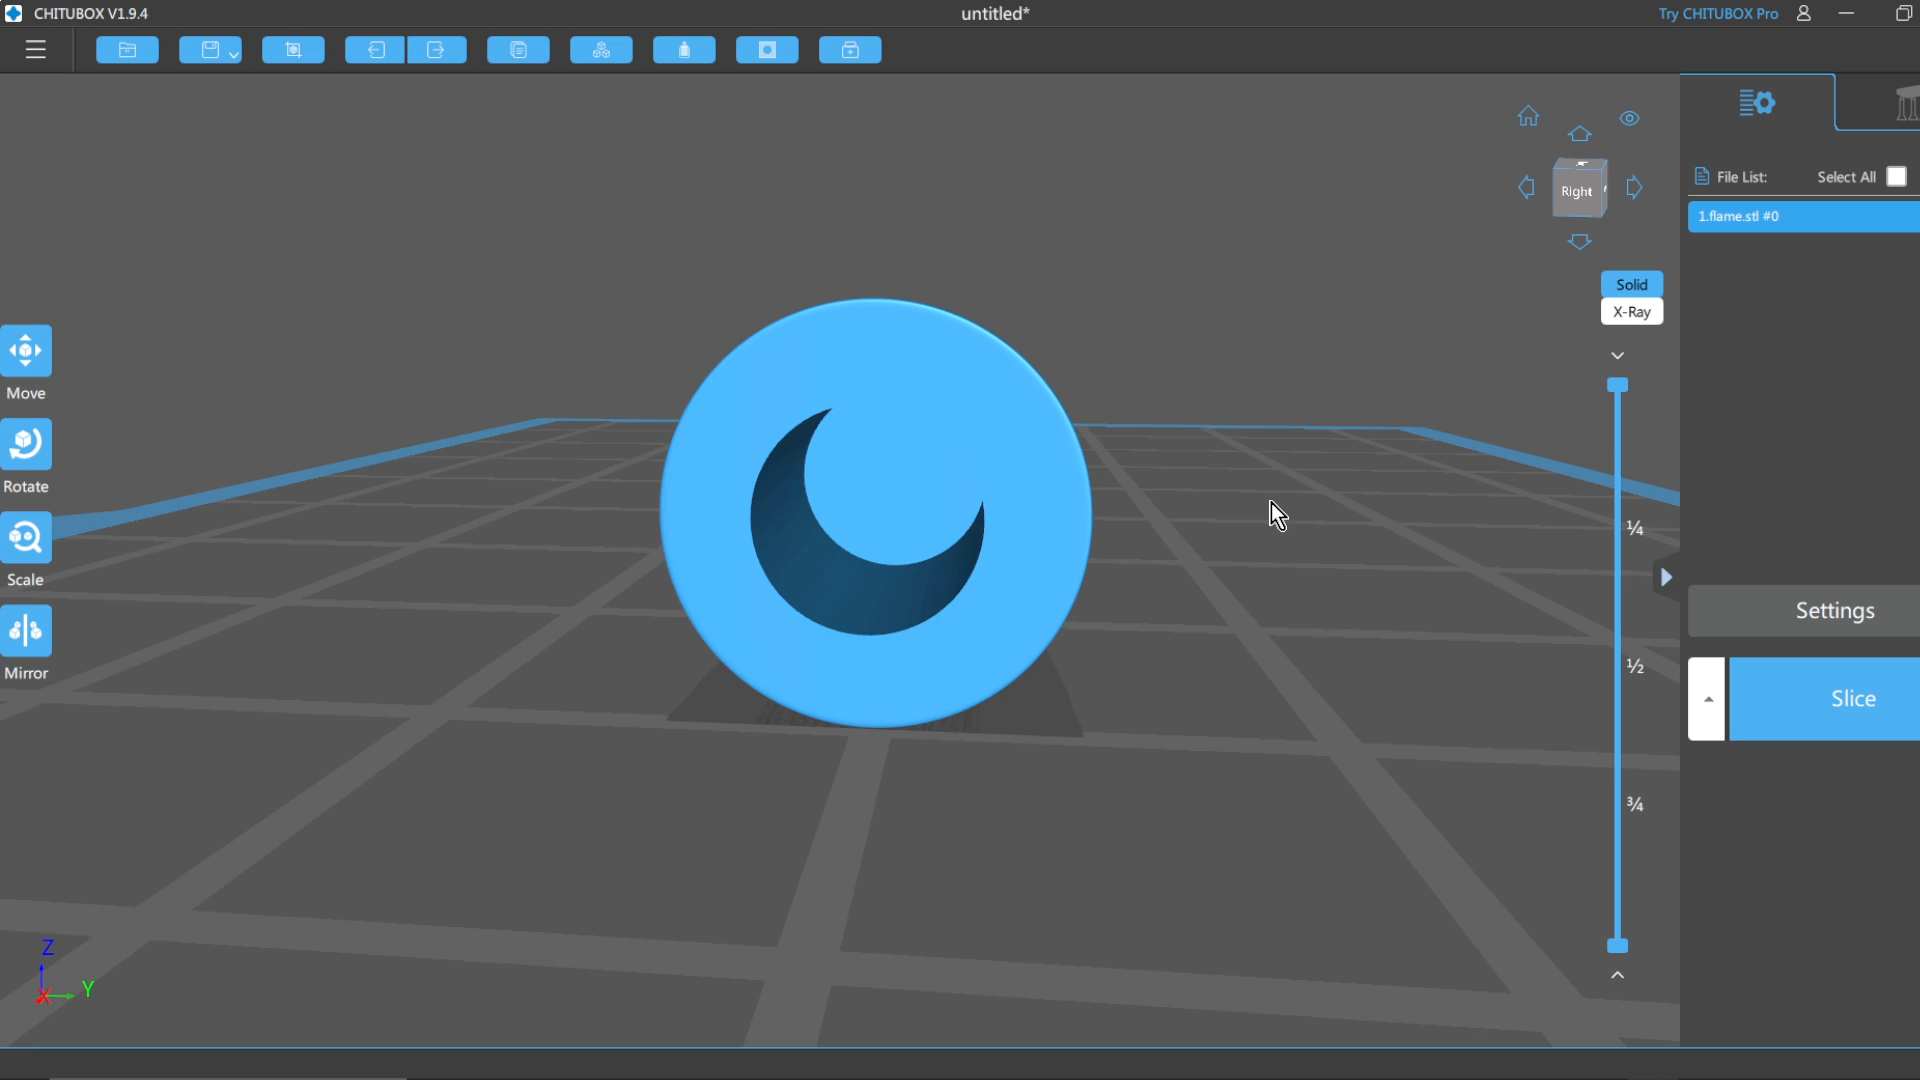 CHITUBOX V1.9.4
untitled*
Try CHITUBOX Pro
File List:
Select All
1.flame.stl #0
Right
Solid
X-Ray
Move
Rotate
Scale
Mirror
¼
½
¾
Settings
Slice
Z
X
Y